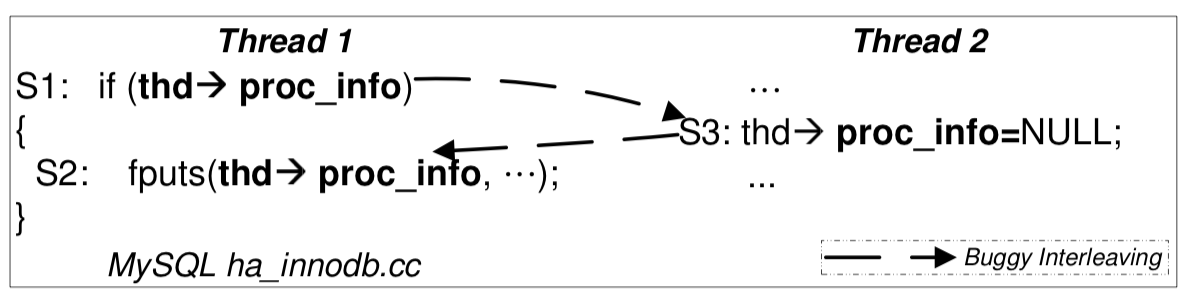 Thread 1
Thread 2
S1: if (thd→ proc_info)
...
{
S3: thd→ proc_info=NULL;
S2: fputs(thd→ proc_info, ...);
...
}
MySQL ha_innodb.cc
Buggy Interleaving